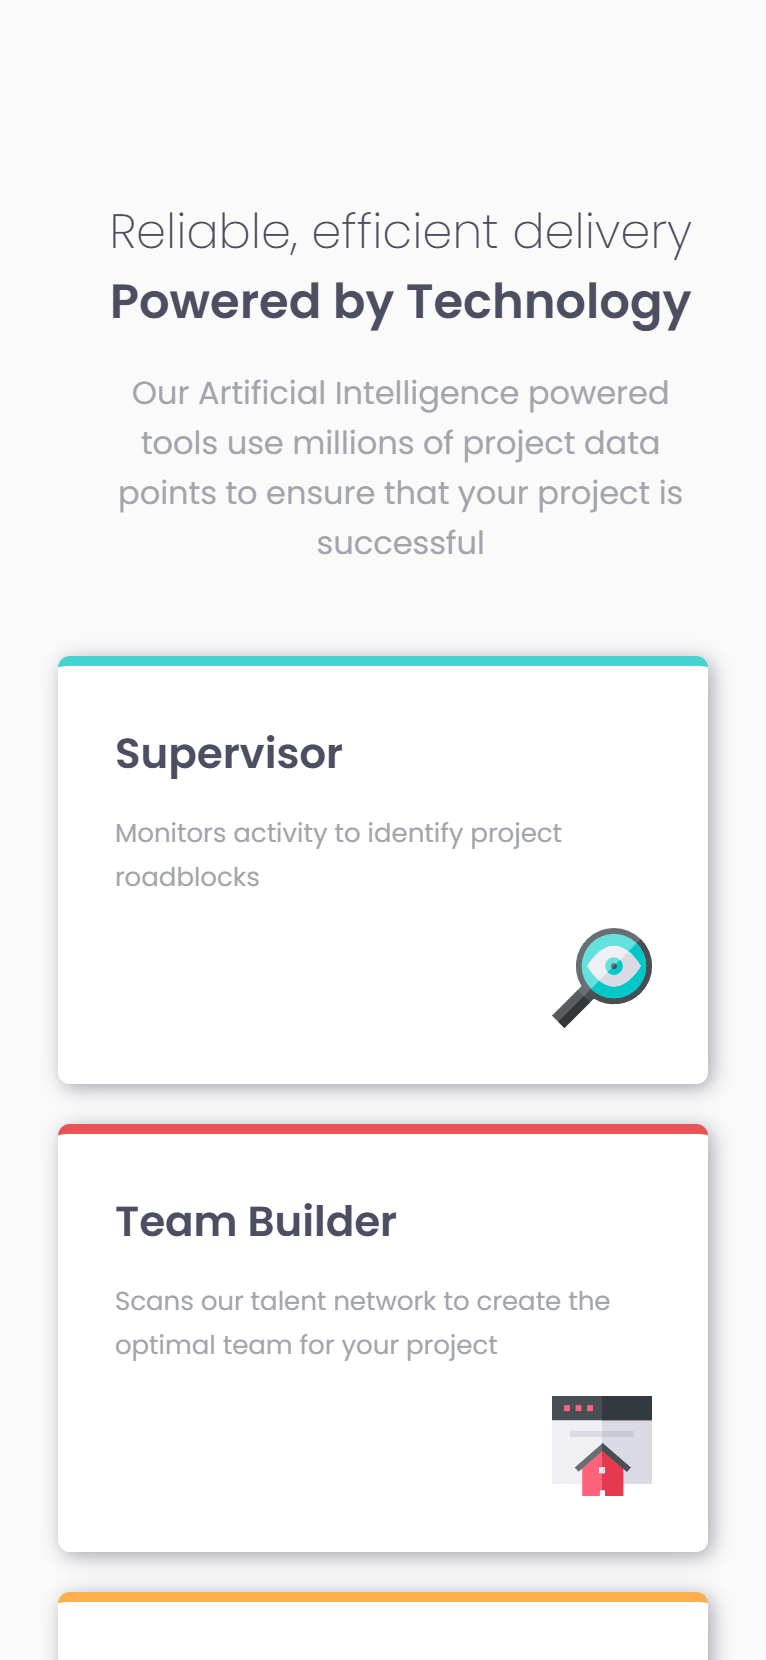 Reliable, efficient delivery
Powered by Technology
Our Artificial Intelligence powered
tools use millions of project data
points to ensure that your project is
successful
Supervisor
Monitors activity to identify project
roadblocks
Team Builder
Scans our talent network to create the
optimal team for your project